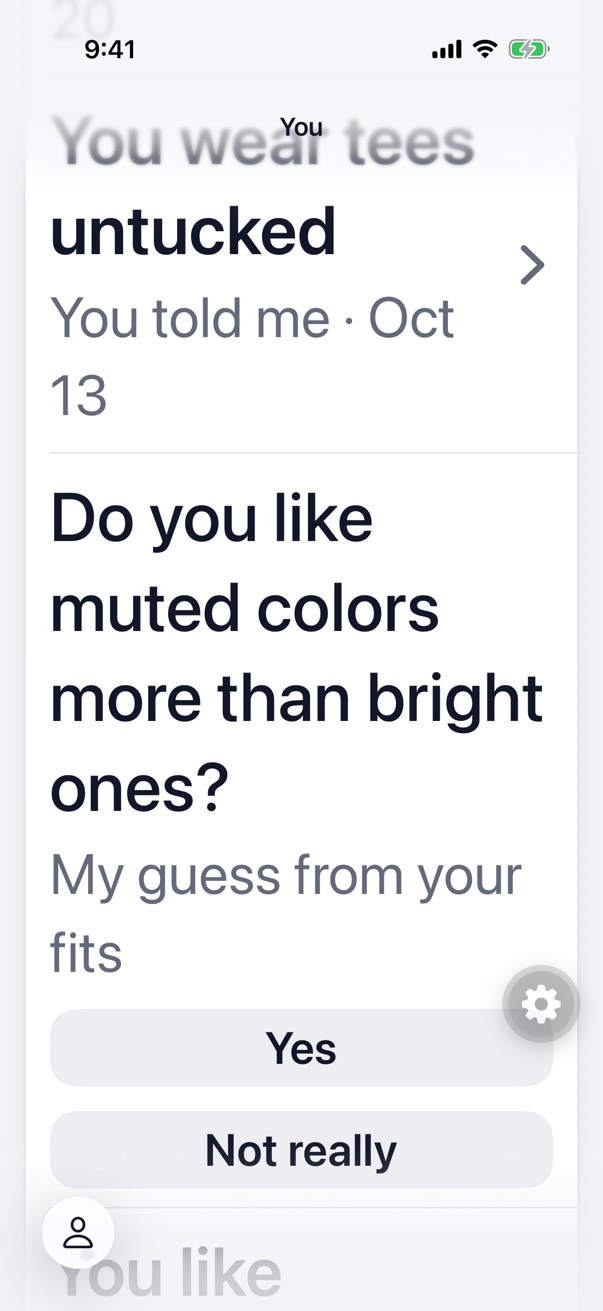 20
9:41
You
You wear tees
untucked
You told me · Oct
13
Do you like
muted colors
more than bright
ones?
My guess from your
fits
Yes
Not really
You like